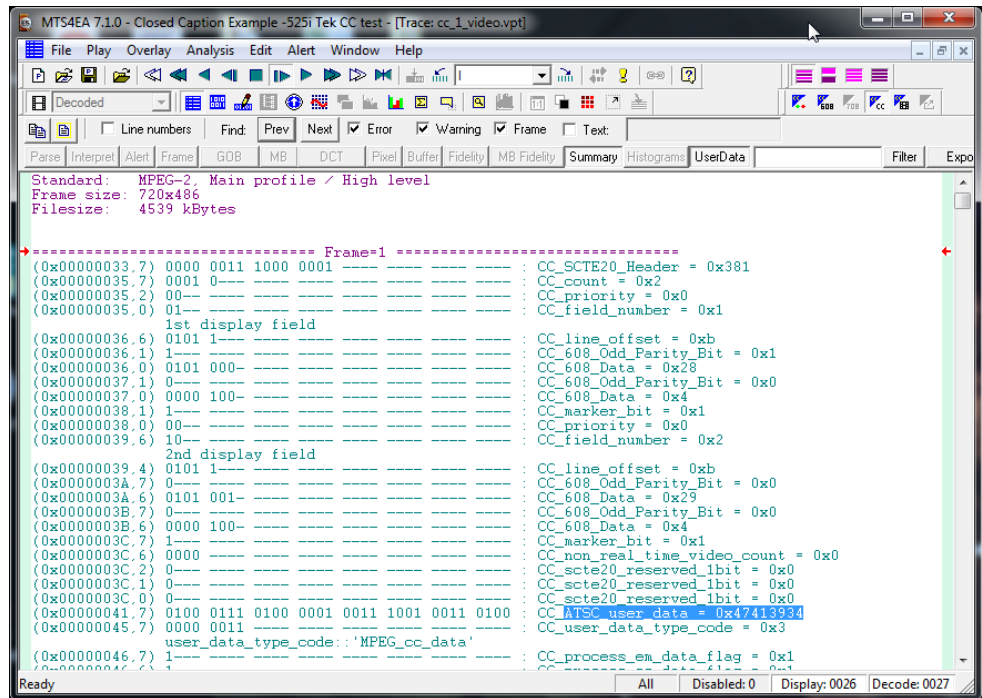 MTS4EA 7.1.0 - Closed Caption Example -525i Tek CC test - [Trace: cc_1_video.vpt]
File Play Overlay Analysis Edit Alert Window Help
Decoded
Line numbers Find: Prev Next Error Warning Frame Text:
Parse Interpret Alert Frame GOB MB DCT Pixel Buffer Fidelity MB Fidelity Summary Histograms UserData Filter Expo
Standard: MPEG-2, Main profile / High level
Frame size: 720x486
Filesize: 4539 kBytes
================================ Frame=1 ================================
(0x00000033,7) 0000 0011 1000 0001 ---- ---- ---- ---- : CC_SCTE20_Header = 0x381
(0x00000035,7) 0001 0--- ---- ---- ---- ---- ---- ---- : CC_count = 0x2
(0x00000035,2) 00-- ---- ---- ---- ---- ---- ---- ---- : CC_priority = 0x0
(0x00000035,0) 01-- ---- ---- ---- ---- ---- ---- ---- : CC_field_number = 0x1
1st display field
(0x00000036,6) 0101 1--- ---- ---- ---- ---- ---- ---- : CC_line_offset = 0xb
(0x00000036,1) 1--- ---- ---- ---- ---- ---- ---- ---- : CC_608_Odd_Parity_Bit = 0x1
(0x00000036,0) 0101 000- ---- ---- ---- ---- ---- ---- : CC_608_Data = 0x28
(0x00000037,1) 0--- ---- ---- ---- ---- ---- ---- ---- : CC_608_Odd_Parity_Bit = 0x0
(0x00000037,0) 0000 100- ---- ---- ---- ---- ---- ---- : CC_608_Data = 0x4
(0x00000038,1) 1--- ---- ---- ---- ---- ---- ---- ---- : CC_marker_bit = 0x1
(0x00000038,0) 00-- ---- ---- ---- ---- ---- ---- ---- : CC_priority = 0x0
(0x00000039,6) 10-- ---- ---- ---- ---- ---- ---- ---- : CC_field_number = 0x2
2nd display field
(0x00000039,4) 0101 1--- ---- ---- ---- ---- ---- ---- : CC_line_offset = 0xb
(0x0000003A,7) 0--- ---- ---- ---- ---- ---- ---- ---- : CC_608_Odd_Parity_Bit = 0x0
(0x0000003A,6) 0101 001- ---- ---- ---- ---- ---- ---- : CC_608_Data = 0x29
(0x0000003B,7) 0--- ---- ---- ---- ---- ---- ---- ---- : CC_608_Odd_Parity_Bit = 0x0
(0x0000003B,6) 0000 100- ---- ---- ---- ---- ---- ---- : CC_608_Data = 0x4
(0x0000003C,7) 1--- ---- ---- ---- ---- ---- ---- ---- : CC_marker_bit = 0x1
(0x0000003C,6) 0000 ---- ---- ---- ---- ---- ---- ---- : CC_non_real_time_video_count = 0x0
(0x0000003C,2) 0--- ---- ---- ---- ---- ---- ---- ---- : CC_scte20_reserved_1bit = 0x0
(0x0000003C,1) 0--- ---- ---- ---- ---- ---- ---- ---- : CC_scte20_reserved_1bit = 0x0
(0x0000003C,0) 0--- ---- ---- ---- ---- ---- ---- ---- : CC_scte20_reserved_1bit = 0x0
(0x00000041,7) 0100 0111 0100 0001 0011 1001 0011 0100 : CC_ATSC_user_data = 0x47413934
(0x00000045,7) 0000 0011 ---- ---- ---- ---- ---- ---- : CC_user_data_type_code = 0x3
user_data_type_code::'MPEG_cc_data'
(0x00000046,7) 1--- ---- ---- ---- ---- ---- ---- ---- : CC_process_em_data_flag = 0x1
Ready All Disabled: 0 Display: 0026 Decode: 0027